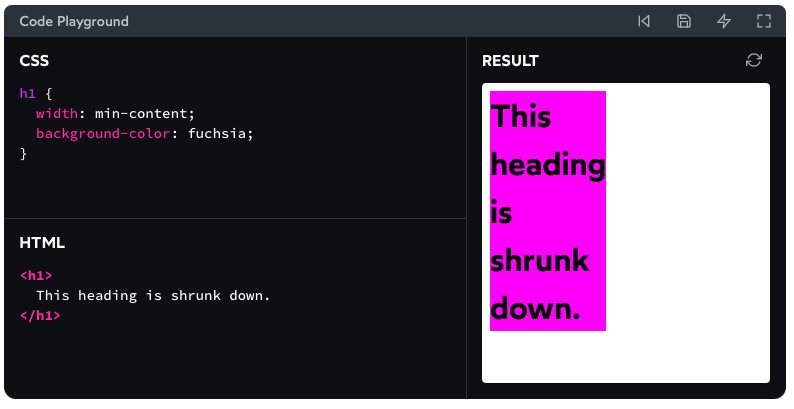 Code Playground
CSS
h1 {
  width: min-content;
  background-color: fuchsia;
}
HTML
<h1>
  This heading is shrunk down.
</h1>
RESULT
This
heading
is
shrunk
down.